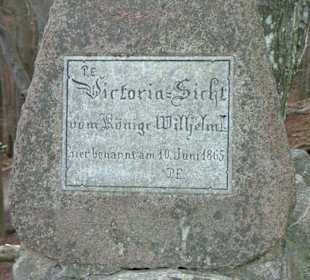 P.E.
Victoria=Sicht
vom Könige Wilhelm I.
hier benannt am 10. Juni 1865
P.E.